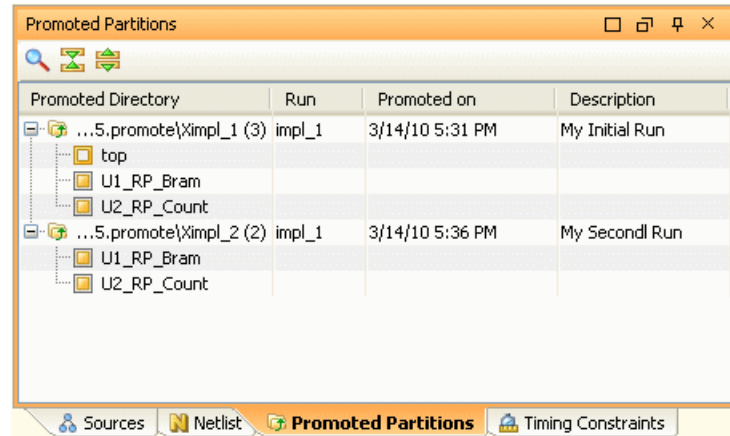 Promoted Partitions
Promoted Directory Run Promoted on Description
...5.promote\Ximpl_1 (3) impl_1 3/14/10 5:31 PM My Initial Run
top
U1_RP_Bram
U2_RP_Count
...5.promote\Ximpl_2 (2) impl_1 3/14/10 5:36 PM My Secondl Run
U1_RP_Bram
U2_RP_Count
Sources Netlist Promoted Partitions Timing Constraints